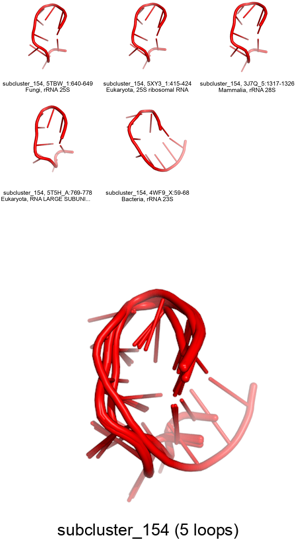 subcluster_154, 5TBW_1:640-649
Fungi, rRNA 25S
subcluster_154, 5XY3_1:415-424
Eukaryota, 25S ribosomal RNA
subcluster_154, 3J7Q_5:1317-1326
Mammalia, rRNA 28S
subcluster_154, 5T5H_A:769-778
Eukaryota, RNA LARGE SUBUNI...
subcluster_154, 4WF9_X:59-68
Bacteria, rRNA 23S
subcluster_154 (5 loops)